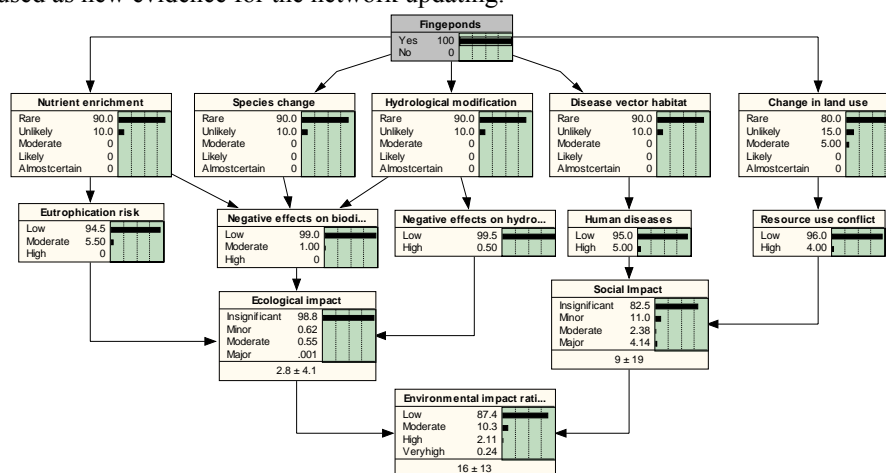 used as new evidence for the network updating.
Fingeponds
Yes 100
No 0
Nutrient enrichment
Rare 90.0
Unlikely 10.0
Moderate 0
Likely 0
Almostcertain 0
Species change
Rare 90.0
Unlikely 10.0
Moderate 0
Likely 0
Almostcertain 0
Hydrological modification
Rare 90.0
Unlikely 10.0
Moderate 0
Likely 0
Almostcertain 0
Disease vector habitat
Rare 90.0
Unlikely 10.0
Moderate 0
Likely 0
Almostcertain 0
Change in land use
Rare 80.0
Unlikely 15.0
Moderate 5.00
Likely 0
Almostcertain 0
Eutrophication risk
Low 94.5
Moderate 5.50
High 0
Negative effects on biodi...
Low 99.0
Moderate 1.00
High 0
Negative effects on hydro...
Low 99.5
High 0.50
Human diseases
Low 95.0
High 5.00
Resource use conflict
Low 96.0
High 4.00
Ecological impact
Insignificant 98.8
Minor 0.62
Moderate 0.55
Major .001
2.8 ± 4.1
Social Impact
Insignificant 82.5
Minor 11.0
Moderate 2.38
Major 4.14
9 ± 19
Environmental impact rati...
Low 87.4
Moderate 10.3
High 2.11
Veryhigh 0.24
16 ± 13